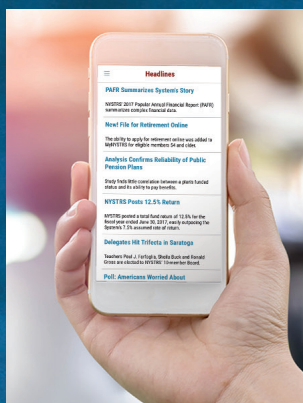 Headlines
PAFR Summarizes System's Story
NYSTRS' 2017 Popular Annual Financial Report (PAFR)
summarizes complex financial data.
New! File for Retirement Online
The ability to apply for retirement online was added to
MyNYSTRS for eligible members 54 and older.
Analysis Confirms Reliability of Public
Pension Plans
Study finds little correlation between a plan's funded
status and its ability to pay benefits.
NYSTRS Posts 12.5% Return
NYSTRS posted a total fund return of 12.5% for the
fiscal year ended June 30, 2017, easily outpacing the
System's 7.5% assumed rate of return.
Delegates Hit Trifecta in Saratoga
Teachers Paul J. Farfaglia, Sheila Buck and Ronald
Gross are elected to NYSTRS' 10-member Board.
Poll: Americans Worried About